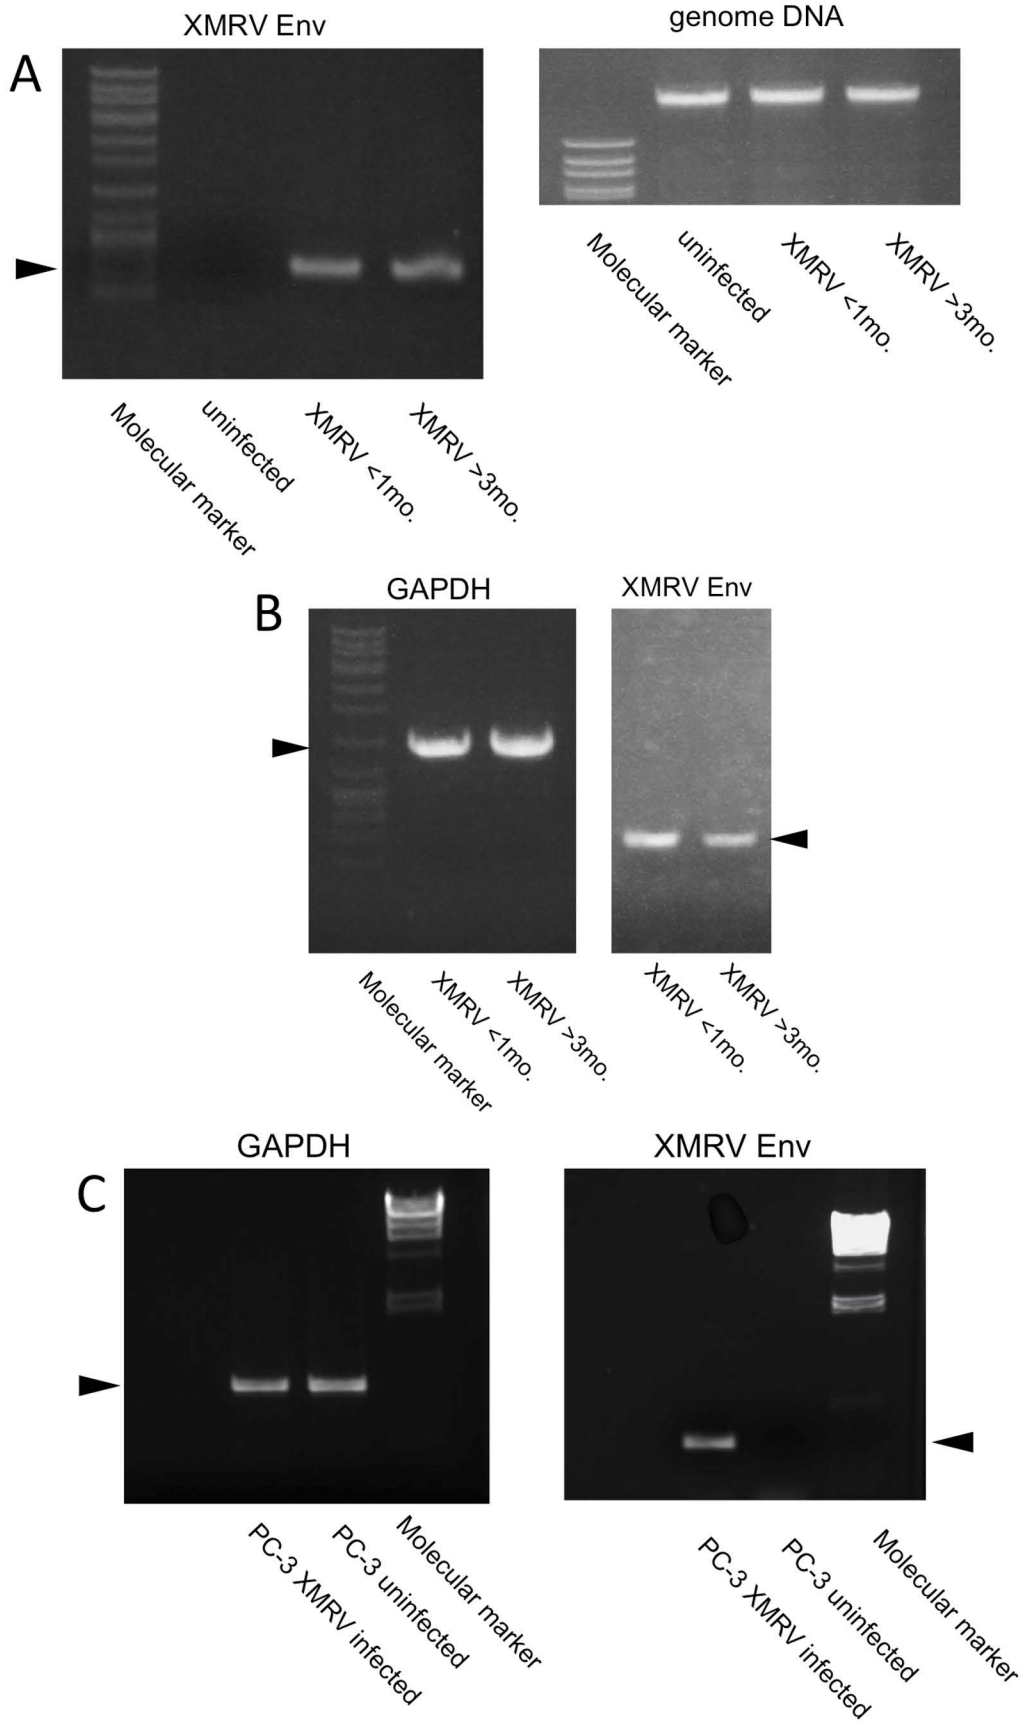 A
XMRV Env
genome DNA
Molecular marker
uninfected
XMRV <1mo.
XMRV >3mo.
Molecular marker
uninfected
XMRV <1mo.
XMRV >3mo.
B
GAPDH
XMRV Env
Molecular marker
XMRV <1mo.
XMRV >3mo.
XMRV <1mo.
XMRV >3mo.
C
GAPDH
XMRV Env
PC-3 XMRV infected
PC-3 uninfected
Molecular marker
PC-3 XMRV infected
PC-3 uninfected
Molecular marker